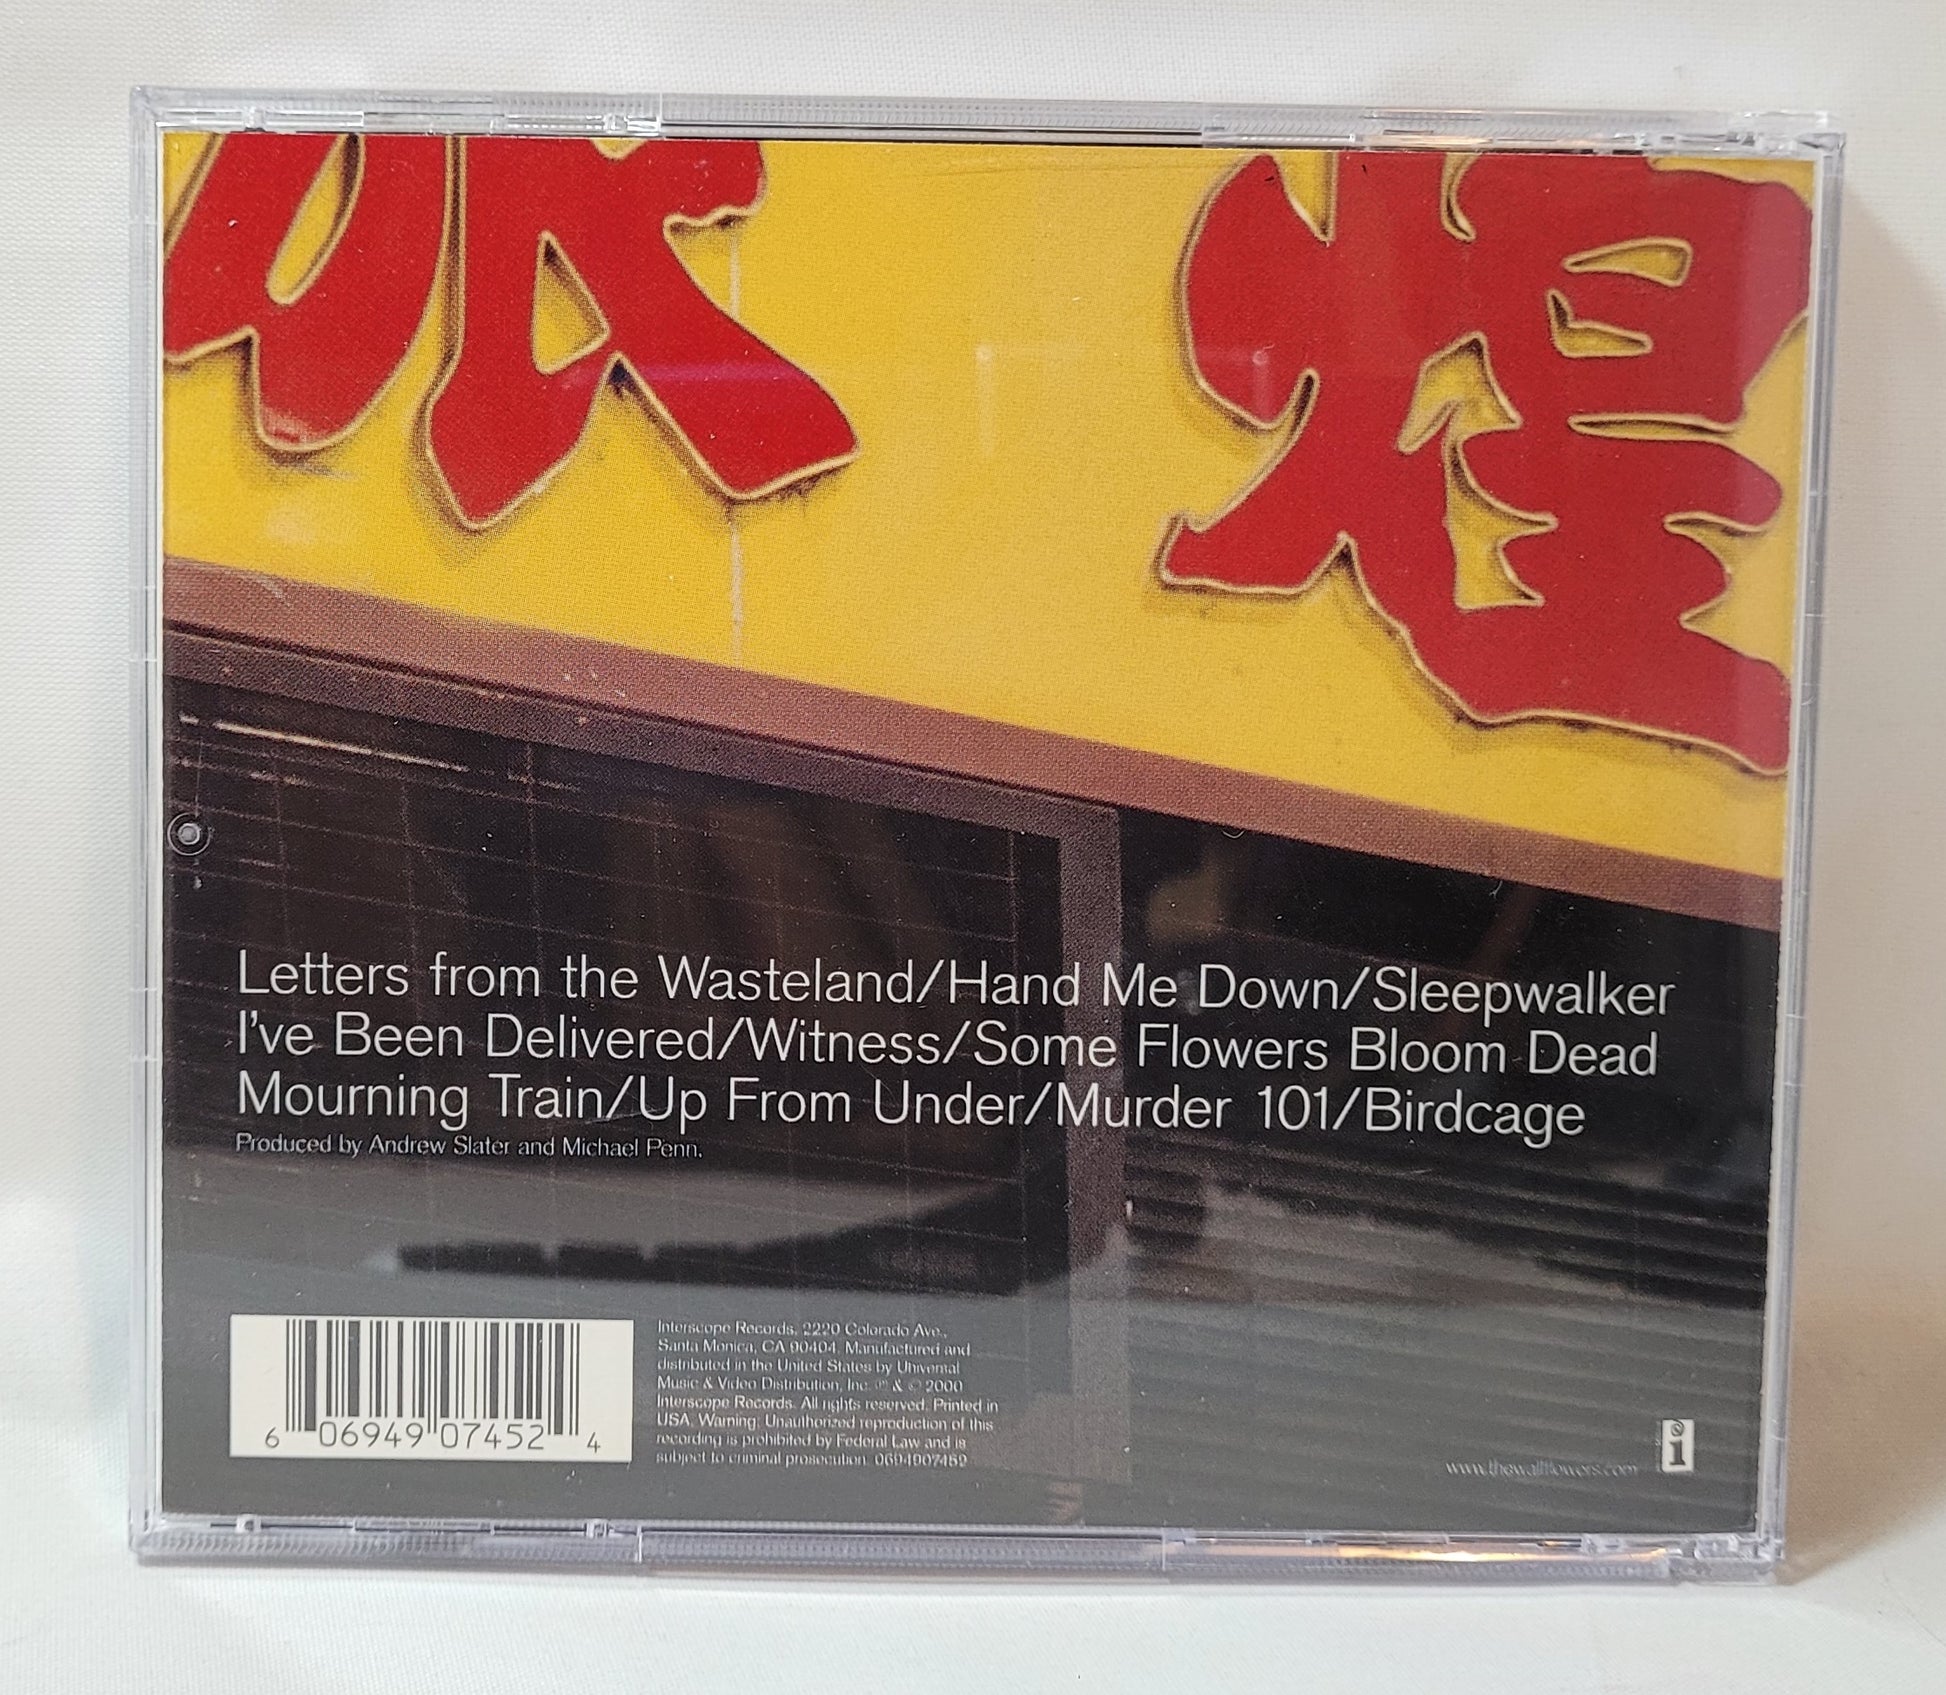 Letters from the Wasteland/Hand Me Down/Sleepwalker
I've Been Delivered/Witness/Some Flowers Bloom Dead
Mourning Train/Up From Under/Murder 101/Birdcage
Produced by Andrew Slater and Michael Penn.
6 06949 07452 4
Interscope Records, 2220 Colorado Ave.,
Santa Monica, CA 90404. Manufactured and
distributed in the United States by Universal
Music & Video Distribution, Inc. ℗ & © 2000
Interscope Records. All rights reserved. Printed in
USA. Warning: Unauthorized reproduction of this
recording is prohibited by Federal Law and is
subject to criminal prosecution. 0694907452
www.thewallflowers.com
i